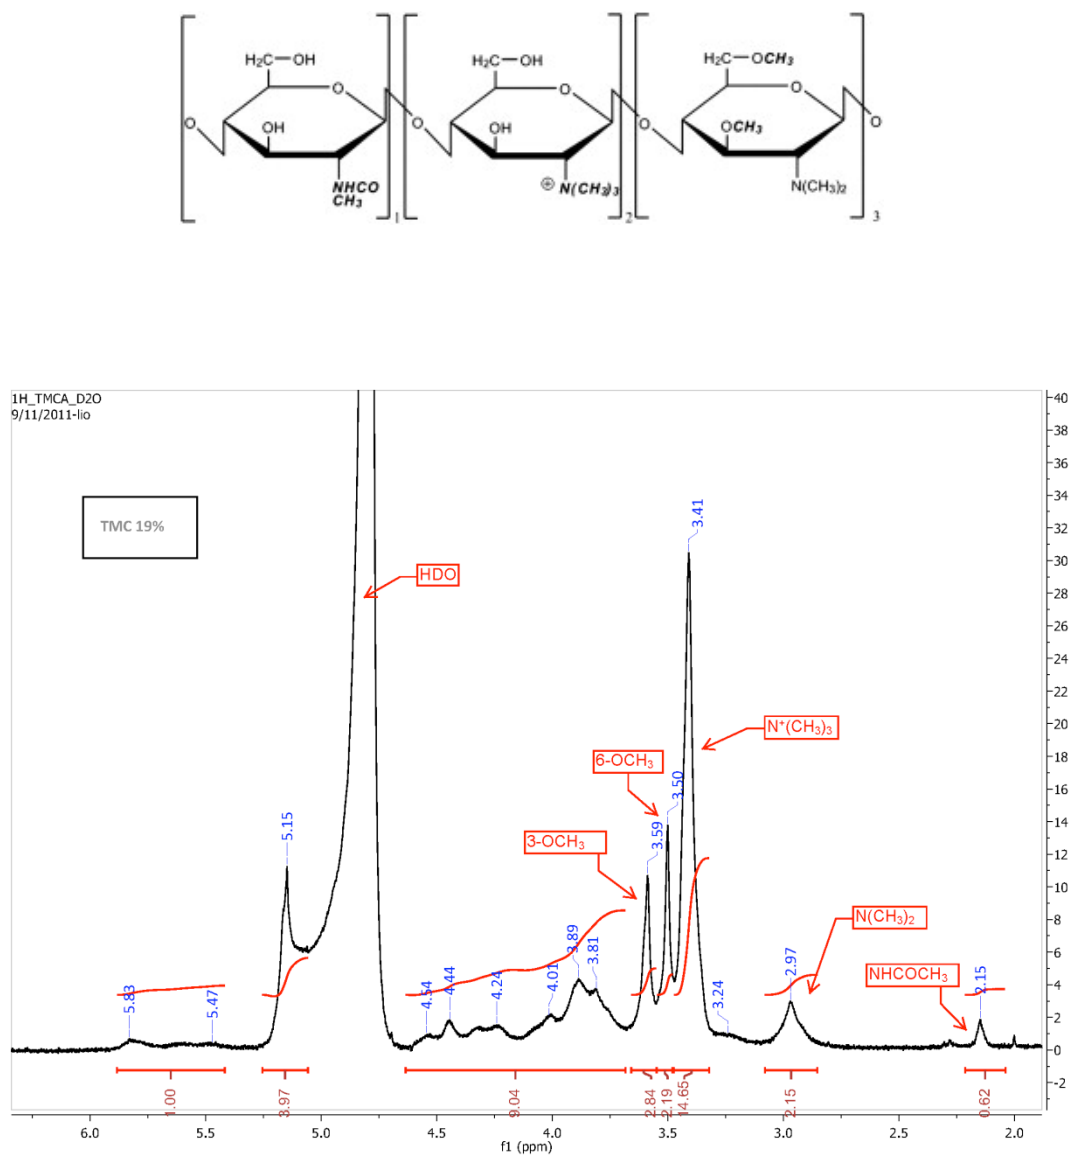 H₂C—OH
O
O
OH
NHCO
CH₃
1
O
H₂C—OH
O
OH
⊕ N(CH₃)₃
2
O
H₂C—OCH₃
O
OCH₃
N(CH₃)₂
3
O
1H_TMCA_D2O
9/11/2011-lio
TMC 19%
HDO
N⁺(CH₃)₃
6-OCH₃
3-OCH₃
N(CH₃)₂
NHCOCH₃
5.83
5.47
5.15
4.54
4.44
4.24
4.01
3.89
3.81
3.59
3.50
3.41
3.24
2.97
2.15
1.00
3.97
9.04
2.84
2.19
14.65
2.15
0.62
40
38
36
34
32
30
28
26
24
22
20
18
16
14
12
10
8
6
4
2
0
-2
6.0 5.5 5.0 4.5 4.0 3.5 3.0 2.5 2.0
f1 (ppm)